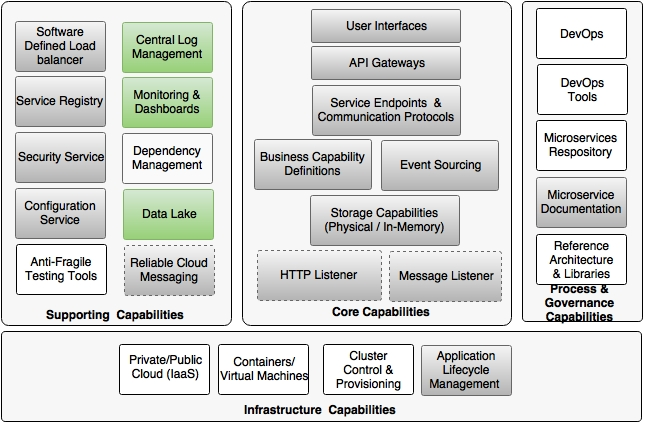 Software
Defined Load
balancer
Central Log
Management
Service Registry
Monitoring &
Dashboards
Security Service
Dependency
Management
Configuration
Service
Data Lake
Anti-Fragile
Testing Tools
Reliable Cloud
Messaging
Supporting Capabilities
User Interfaces
API Gateways
Service Endpoints &
Communication Protocols
Business Capability
Definitions
Event Sourcing
Storage Capabilities
(Physical / In-Memory)
HTTP Listener
Message Listener
Core Capabilities
DevOps
DevOps
Tools
Microservices
Respository
Microservice
Documentation
Reference
Architecture
& Libraries
Process &
Governance
Capabilities
Private/Public
Cloud (IaaS)
Containers/
Virtual Machines
Cluster
Control &
Provisioning
Application
Lifecycle
Management
Infrastructure Capabilities